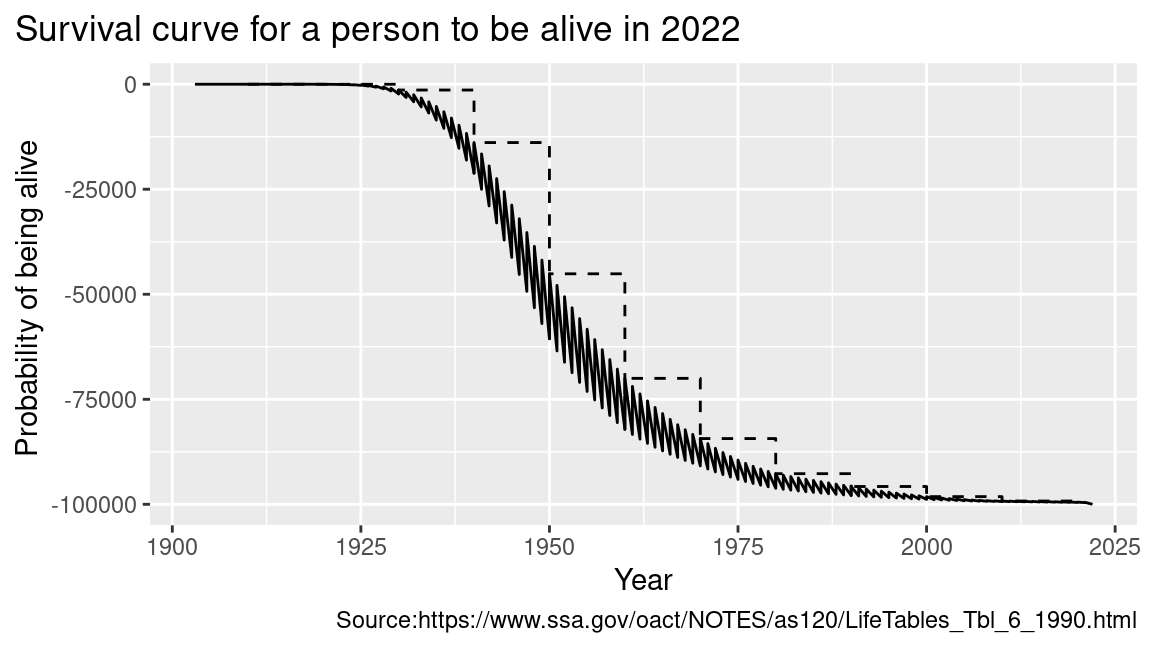 Survival curve for a person to be alive in 2022
Probability of being alive
0
-25000
-50000
-75000
-100000
1900 1925 1950 1975 2000 2025
Year
Source:https://www.ssa.gov/oact/NOTES/as120/LifeTables_Tbl_6_1990.html